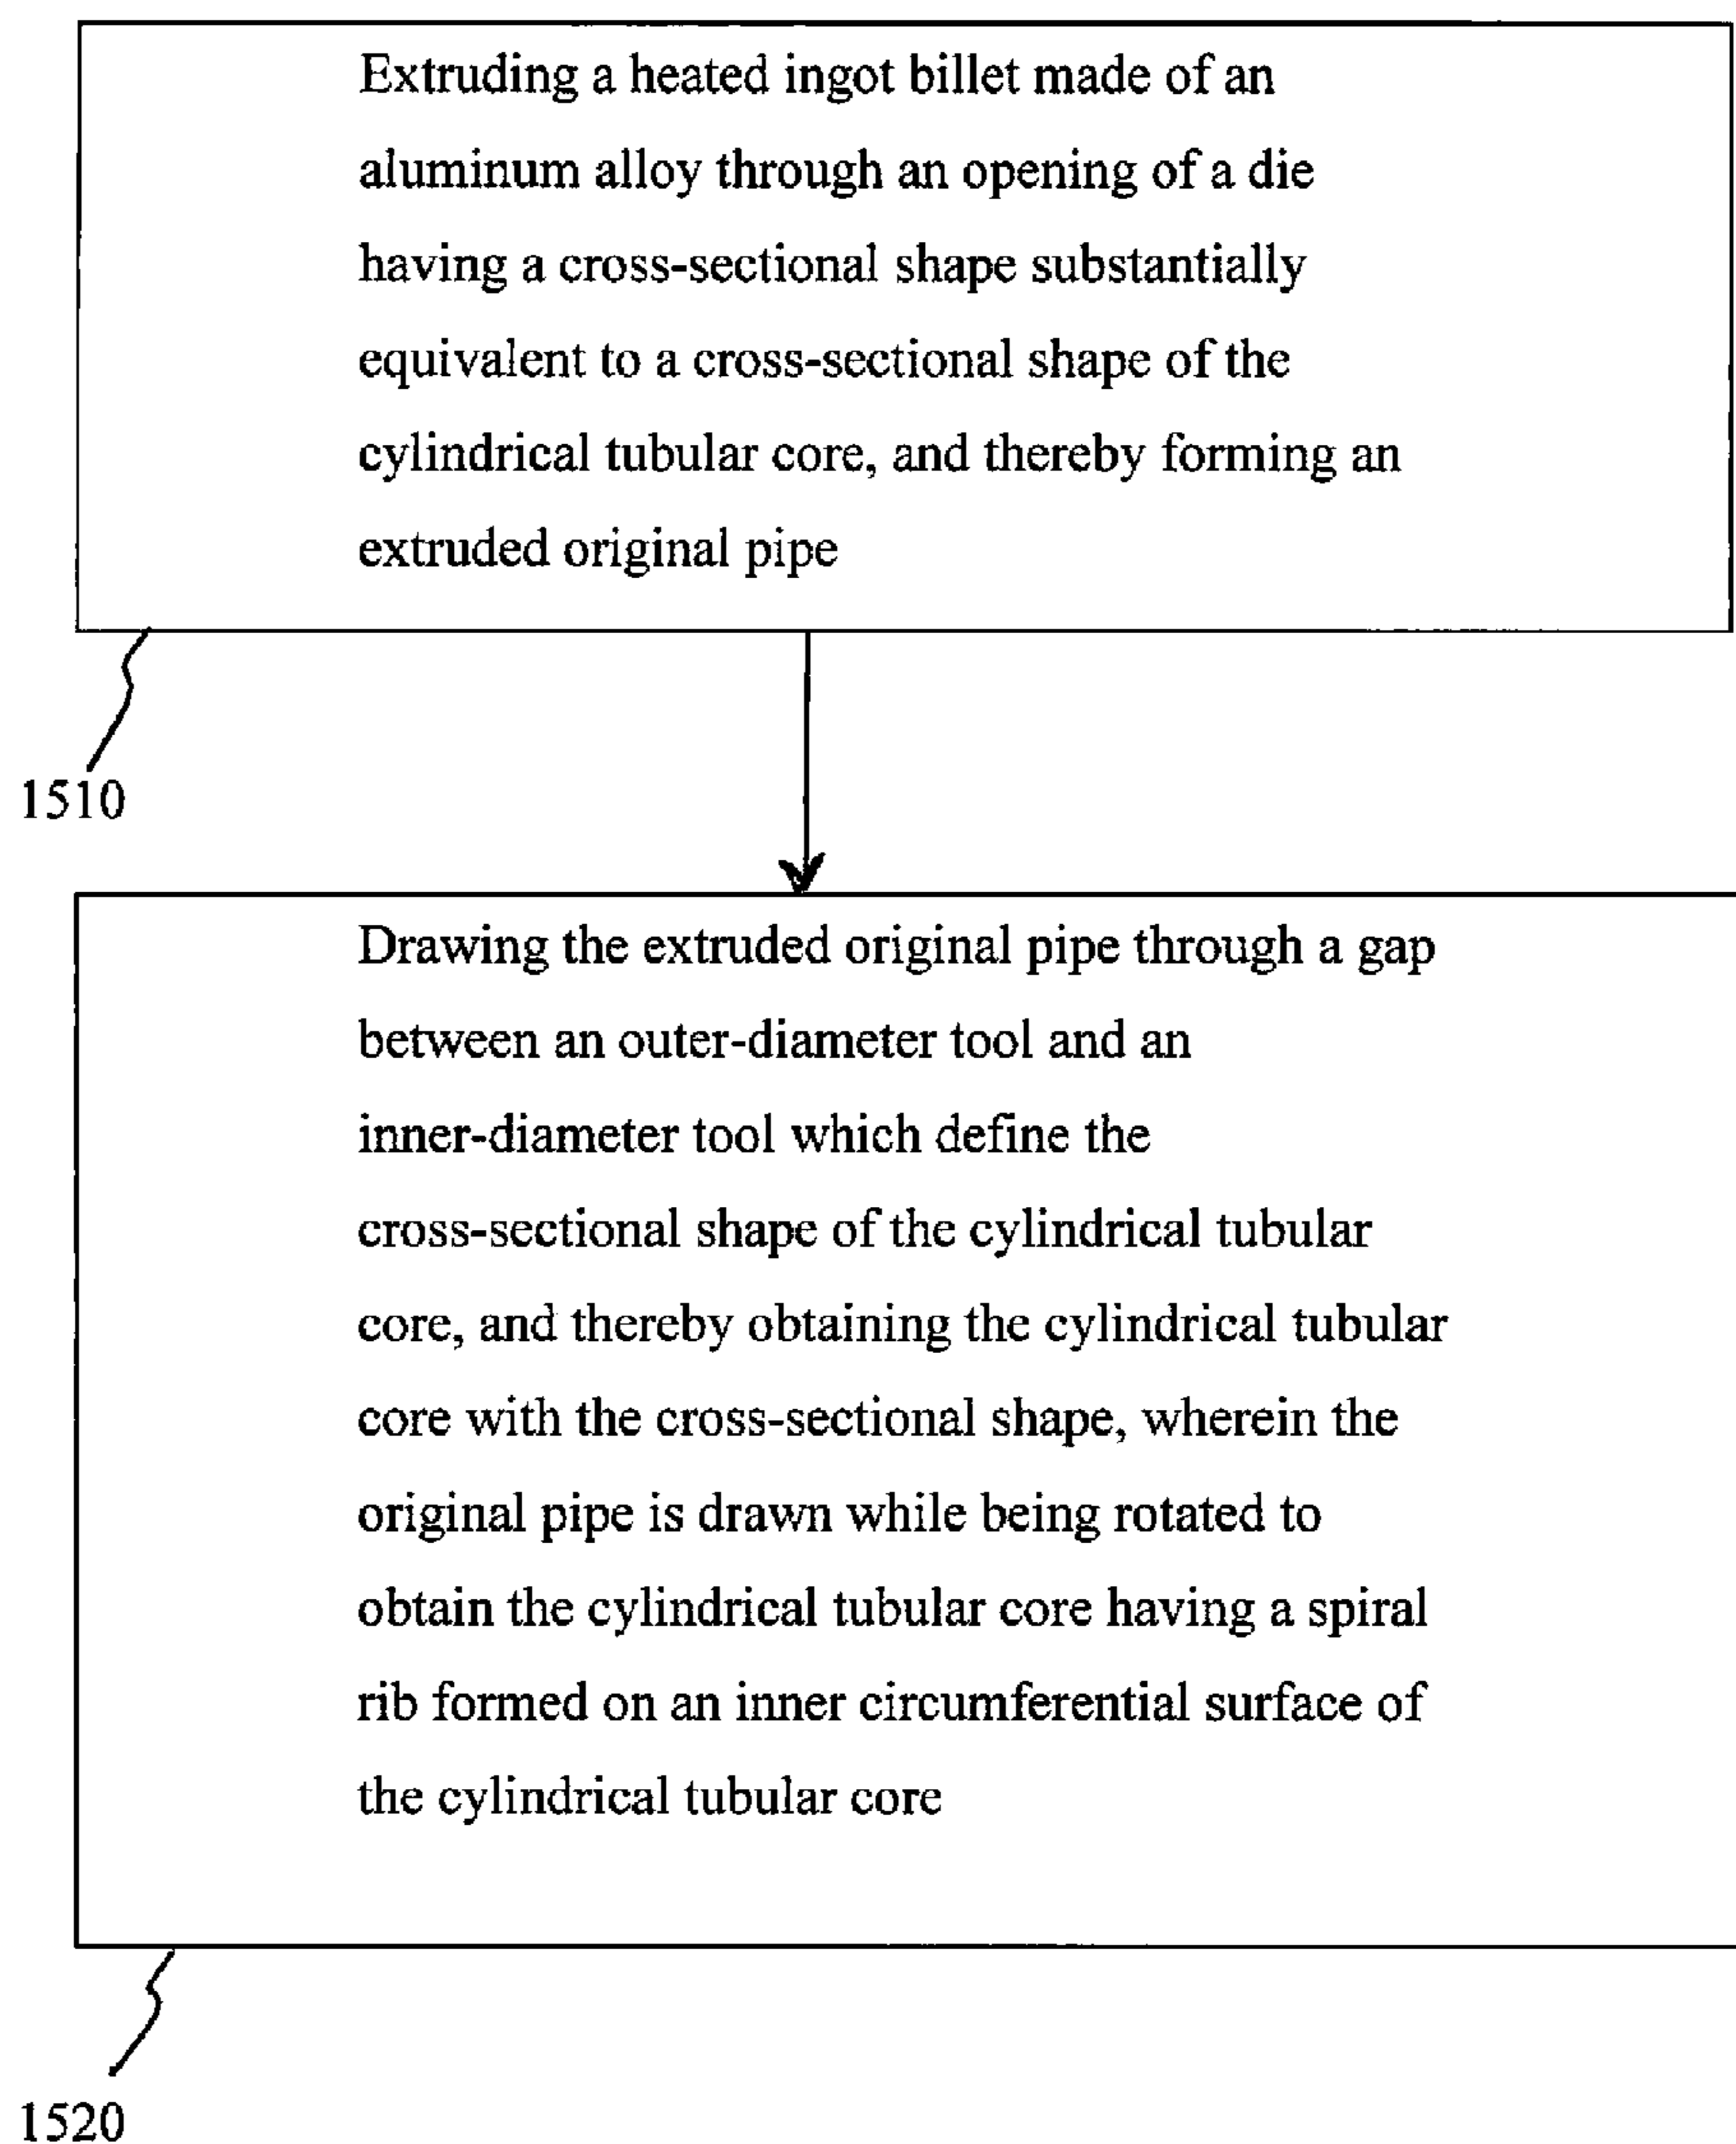 Extruding a heated ingot billet made of an
aluminum alloy through an opening of a die
having a cross-sectional shape substantially
equivalent to a cross-sectional shape of the
cylindrical tubular core, and thereby forming an
extruded original pipe
1510
Drawing the extruded original pipe through a gap
between an outer-diameter tool and an
inner-diameter tool which define the
cross-sectional shape of the cylindrical tubular
core, and thereby obtaining the cylindrical tubular
core with the cross-sectional shape, wherein the
original pipe is drawn while being rotated to
obtain the cylindrical tubular core having a spiral
rib formed on an inner circumferential surface of
the cylindrical tubular core
1520